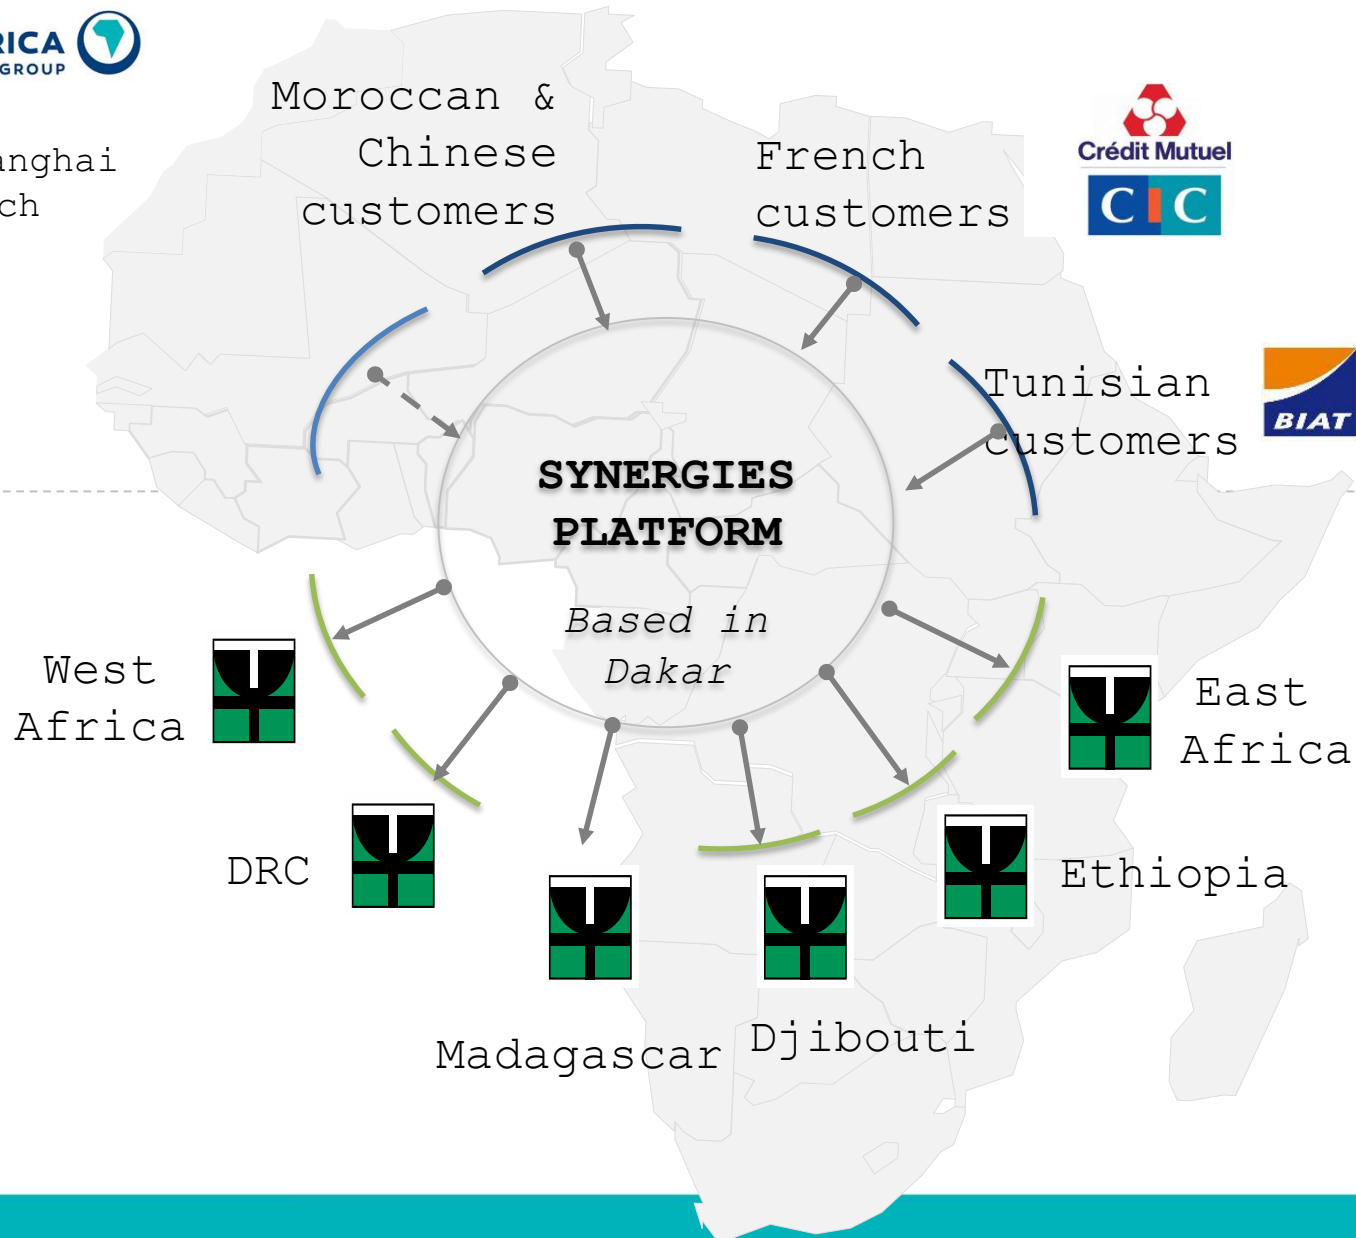 RICA
GROUP
Moroccan &
Chinese
customers
anghai
ch
French
customers
Crédit Mutuel
CIC
Tunisian
customers
BIAT
SYNERGIES
PLATFORM
Based in
Dakar
West
Africa
East
Africa
DRC
Ethiopia
Madagascar
Djibouti